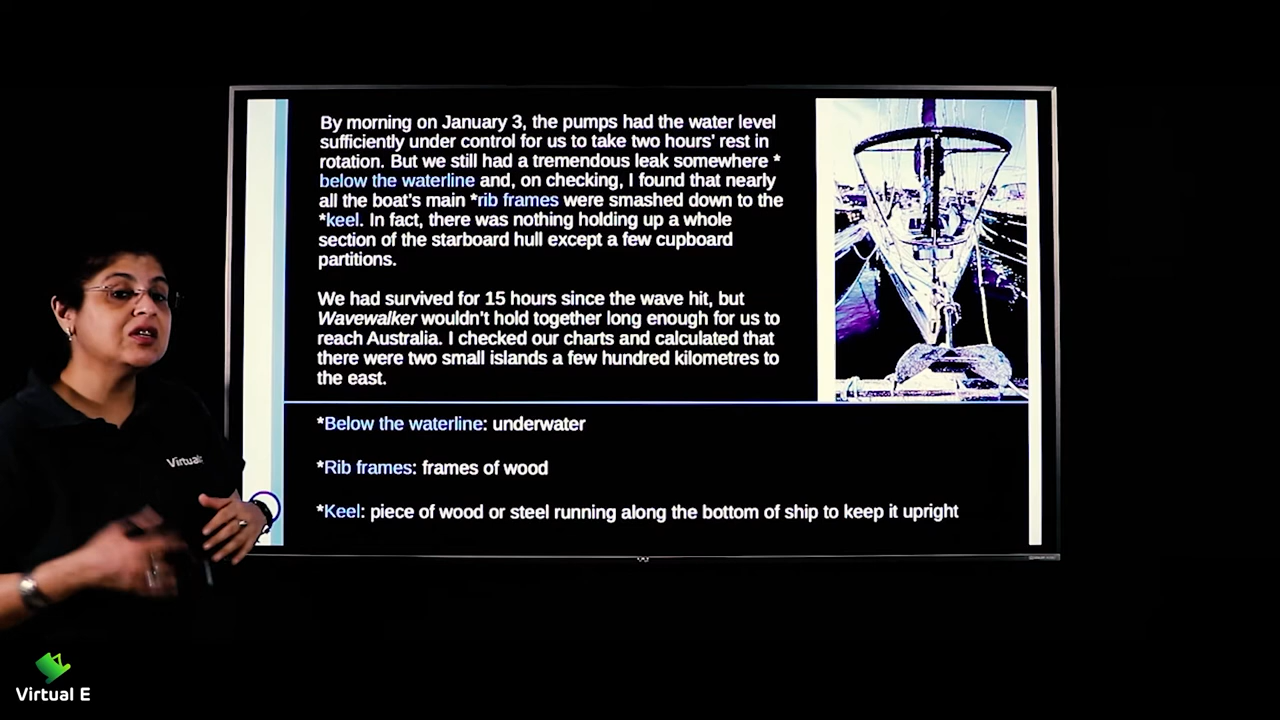 By morning on January 3, the pumps had the water level
sufficiently under control for us to take two hours' rest in
rotation. But we still had a tremendous leak somewhere *
below the waterline and, on checking, I found that nearly
all the boat's main *rib frames were smashed down to the
*keel. In fact, there was nothing holding up a whole
section of the starboard hull except a few cupboard
partitions.
We had survived for 15 hours since the wave hit, but
Wavewalker wouldn't hold together long enough for us to
reach Australia. I checked our charts and calculated that
there were two small islands a few hundred kilometres to
the east.
*Below the waterline: underwater
*Rib frames: frames of wood
*Keel: piece of wood or steel running along the bottom of ship to keep it upright
Virtual E